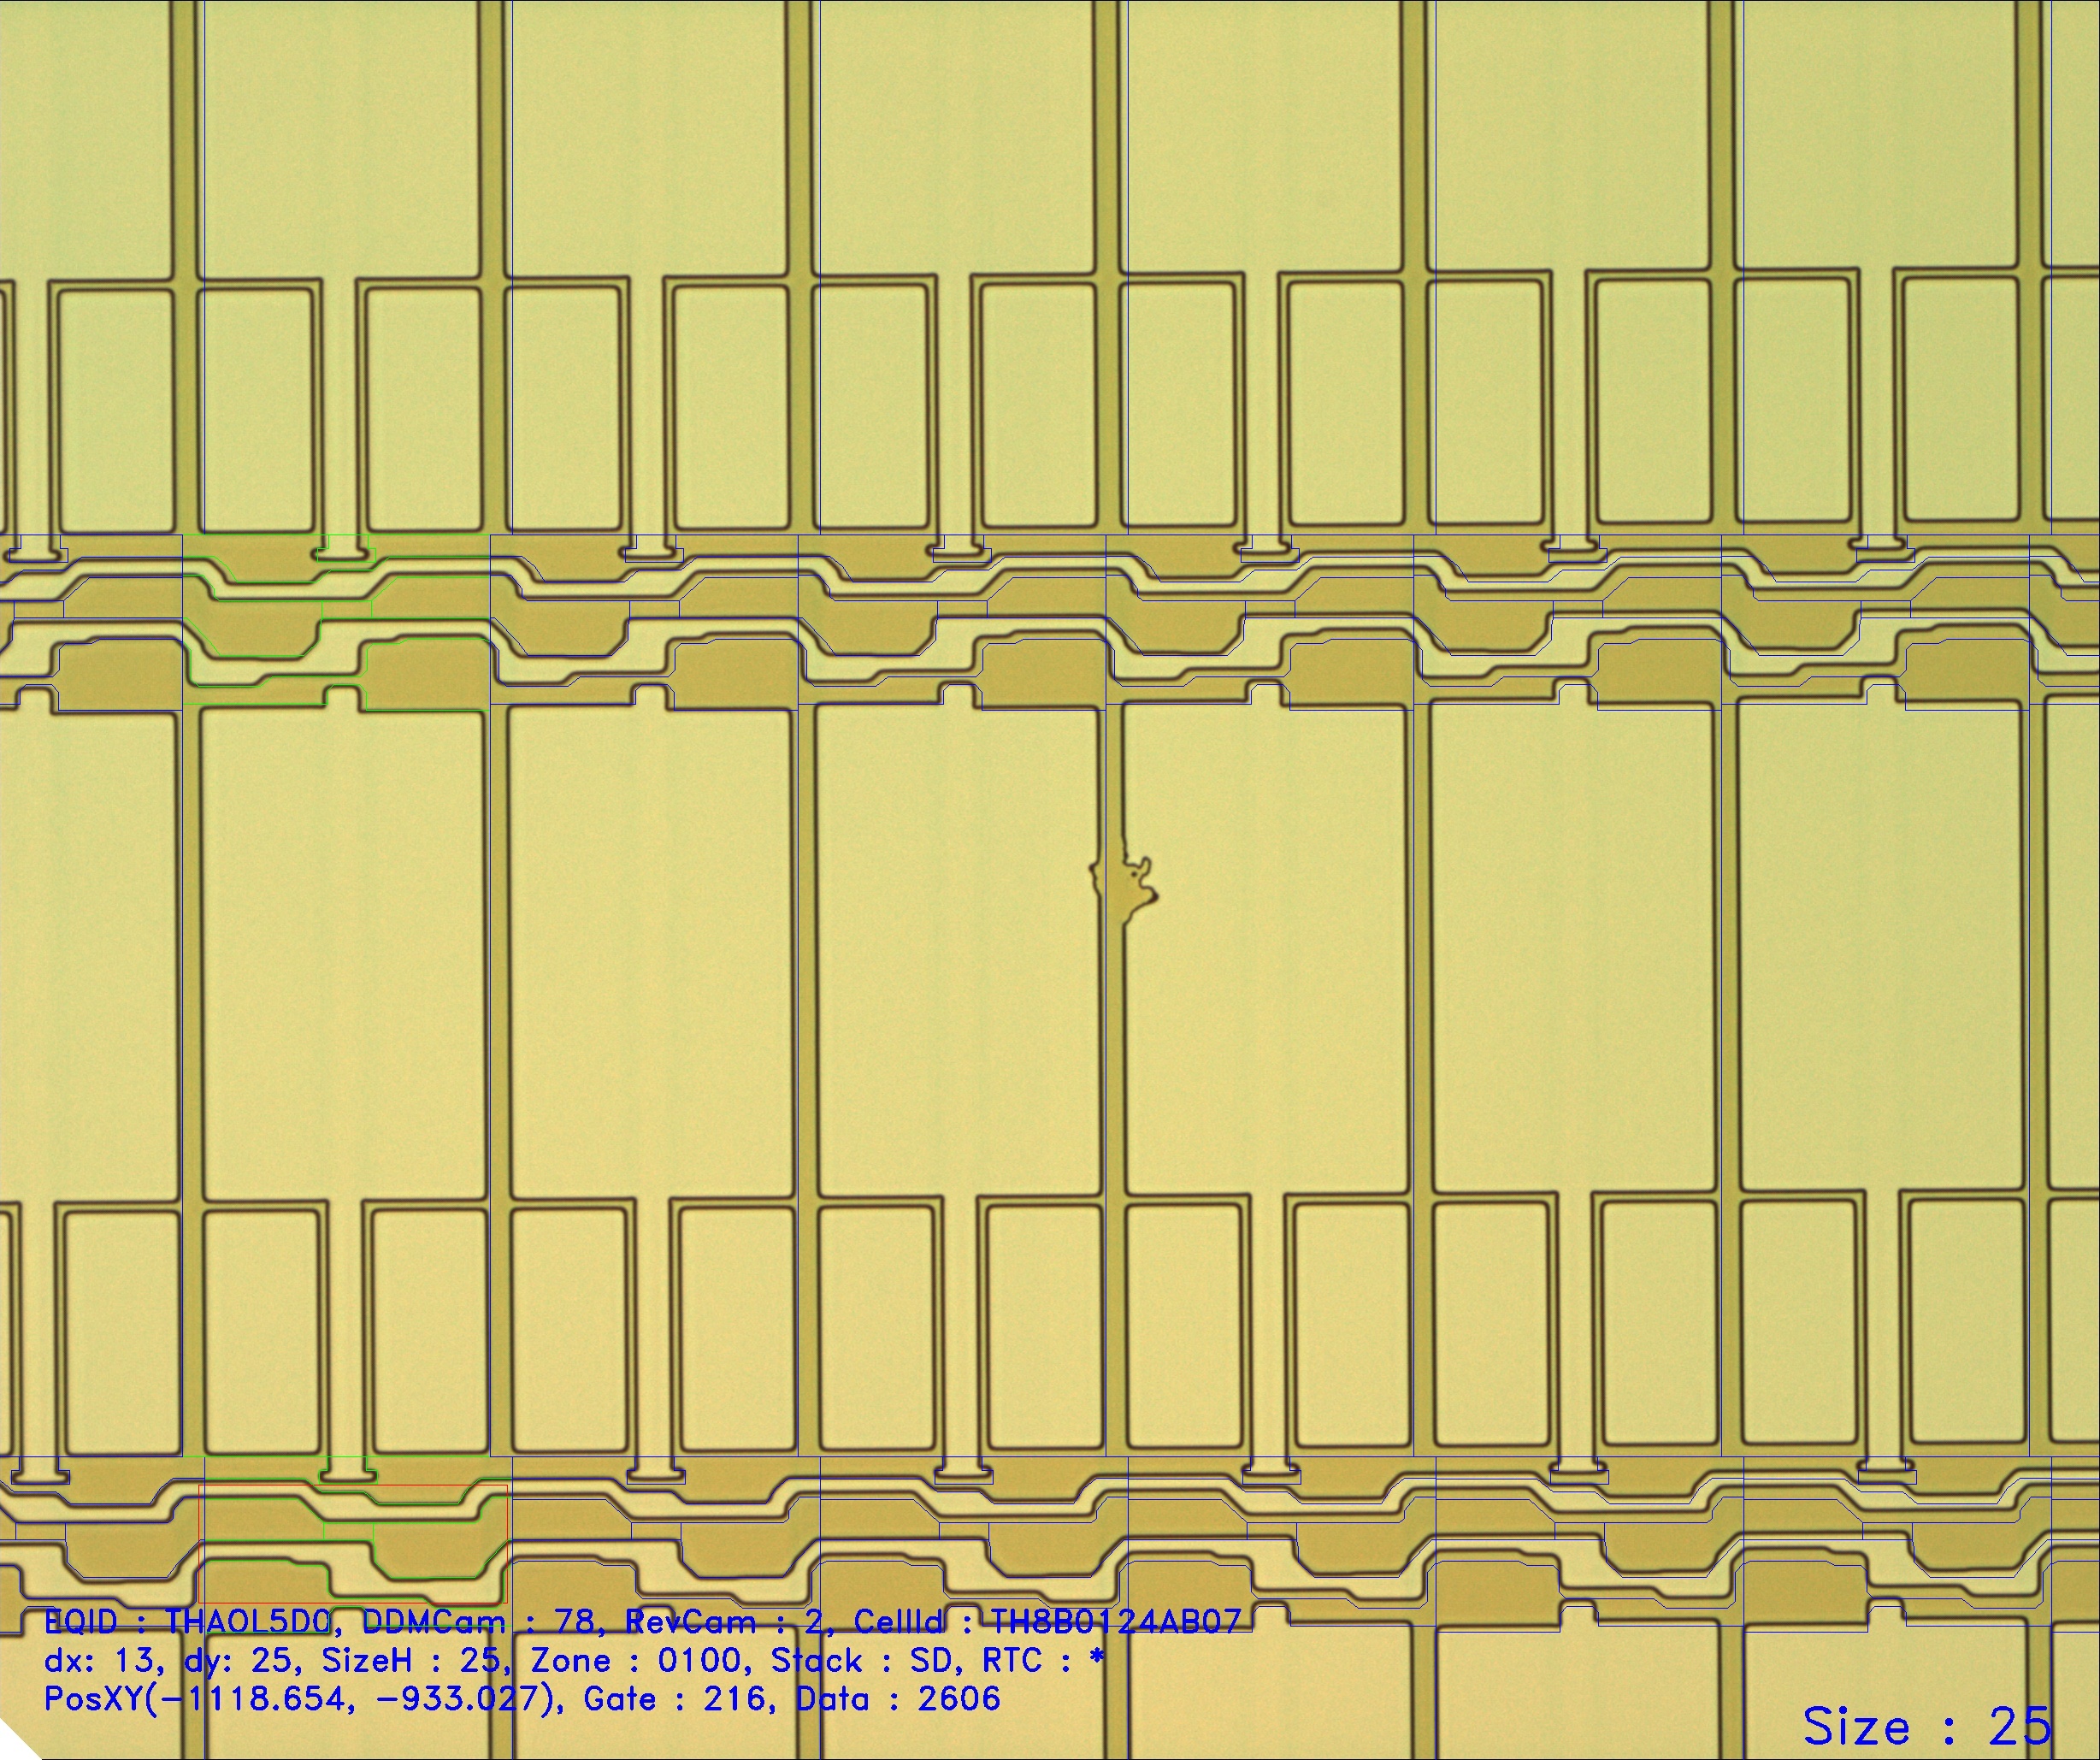 EQID : THAOL5D0, DDMCam : 78, RevCam : 2, CellId : TH8B0124AB07
dx: 13, dy: 25, SizeH : 25, Zone : 0100, Stack : SD, RTC : *
PosXY(-1118.654, -933.027), Gate : 216, Data : 2606
Size : 25